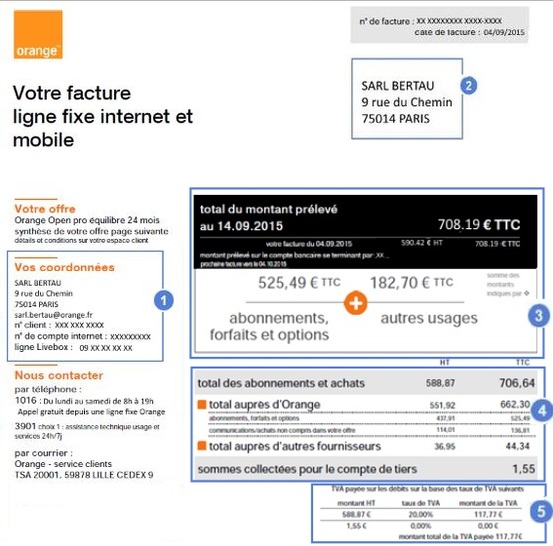 orange
n° de facture : XX XXXXXXXX XXXX-XXXX
cate de facture : 04/09/2015
SARL BERTAU
9 rue du Chemin
75014 PARIS
2
Votre facture
ligne fixe internet et
mobile
Votre offre
Orange Open pro équilibre 24 mois
synthèse de votre offre page suivante
détails et conditions sur votre espace client
Vos coordonnées
SARL BERTAU
9 rue du Chemin
75014 PARIS
sarl.bertau@orange.fr
n° client : XXX XXX XXXX
n° de compte internet : XXXXXXXXX
ligne Livebox : 09 XX XX XX XX
1
Nous contacter
par téléphone :
1016 : Du lundi au samedi de 8h à 19h
Appel gratuit depuis une ligne fixe Orange
3901 choix 1 : assistance technique usage et
services 24h/7j
par courrier :
Orange - service clients
TSA 20001, 59878 LILLE CEDEX 9
total du montant prélevé
au 14.09.2015 708.19 € TTC
votre facture du 04.09.2015 590.42 € HT 708.19 € TTC
montant prélevé sur le compte bancaire se terminant par :XX...
prochaine facture vers le 04.10.2015
525,49 € TTC + 182,70 € TTC
somme des
montants
indiqués par
abonnements,
forfaits et options
autres usages
3
HT TTC
total des abonnements et achats 588,87 706,64
total auprès d'Orange 551,92 662.30
abonnements, forfaits et options 437,91 525,49
communications/achats non compris dans votre offre 114,01 136,81
total auprès d'autres fournisseurs 36.95 44,34
sommes collectées pour le compte de tiers 1,55
4
TVA payée sur les débits sur la base des taux de TVA suivants
montant HT taux de TVA montant de la TVA
588,87 € 20,00% 117,77 €
1,55 € 0,00% 0,00 €
montant total de la TVA payée 117,77€
5